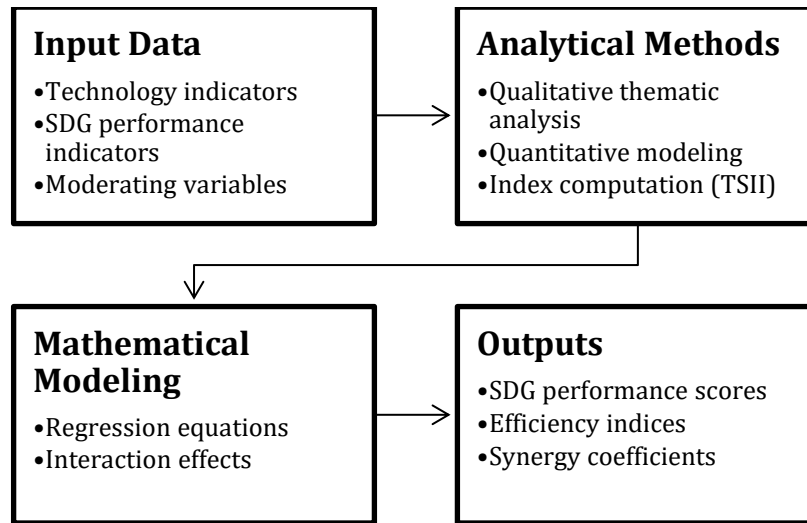 Input Data
•Technology indicators
•SDG performance
indicators
•Moderating variables
Analytical Methods
•Qualitative thematic
analysis
•Quantitative modeling
•Index computation (TSII)
Mathematical
Modeling
•Regression equations
•Interaction effects
Outputs
•SDG performance scores
•Efficiency indices
•Synergy coefficients